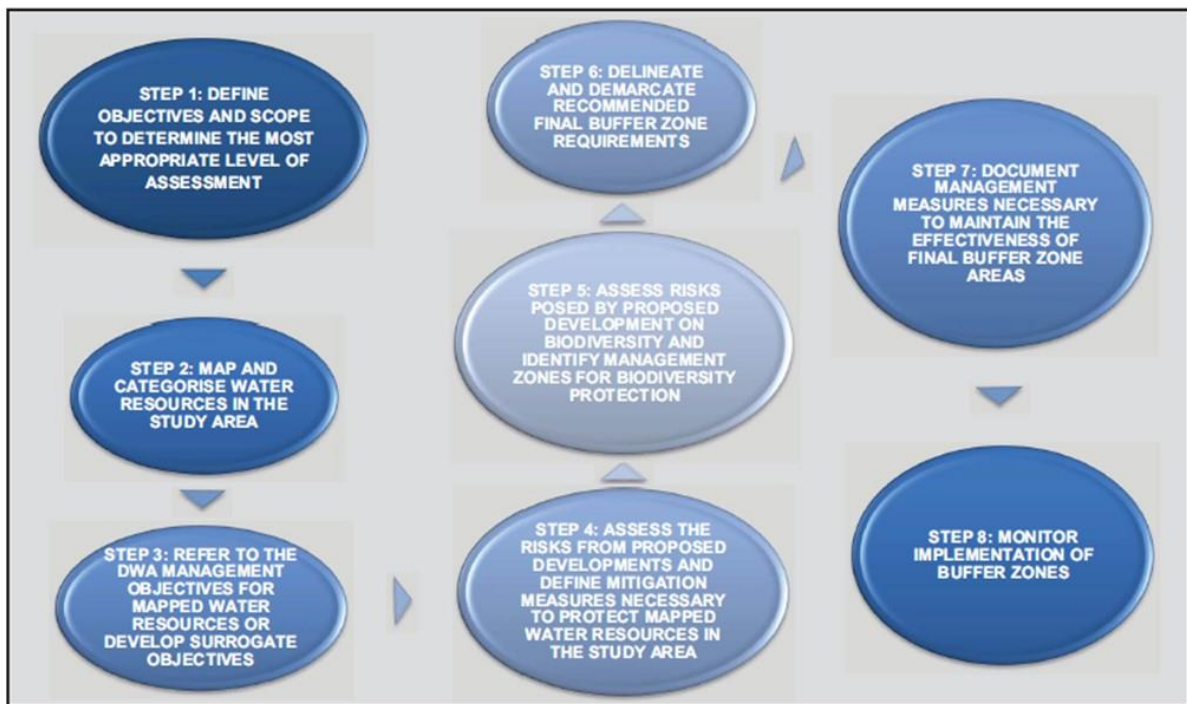 STEP 1: DEFINE
OBJECTIVES AND SCOPE
TO DETERMINE THE MOST
APPROPRIATE LEVEL OF
ASSESSMENT
STEP 2: MAP AND
CATEGORISE WATER
RESOURCES IN THE
STUDY AREA
STEP 3: REFER TO THE
DWA MANAGEMENT
OBJECTIVES FOR
MAPPED WATER
RESOURCES OR
DEVELOP SURROGATE
OBJECTIVES
STEP 4: ASSESS THE
RISKS FROM PROPOSED
DEVELOPMENTS AND
DEFINE MITIGATION
MEASURES NECESSARY
TO PROTECT MAPPED
WATER RESOURCES IN
THE STUDY AREA
STEP 5: ASSESS RISKS
POSED BY PROPOSED
DEVELOPMENT ON
BIODIVERSITY AND
IDENTIFY MANAGEMENT
ZONES FOR BIODIVERSITY
PROTECTION
STEP 6: DELINEATE
AND DEMARCATE
RECOMMENDED
FINAL BUFFER ZONE
REQUIREMENTS
STEP 7: DOCUMENT
MANAGEMENT
MEASURES NECESSARY
TO MAINTAIN THE
EFFECTIVENESS OF
FINAL BUFFER ZONE
AREAS
STEP 8: MONITOR
IMPLEMENTATION OF
BUFFER ZONES